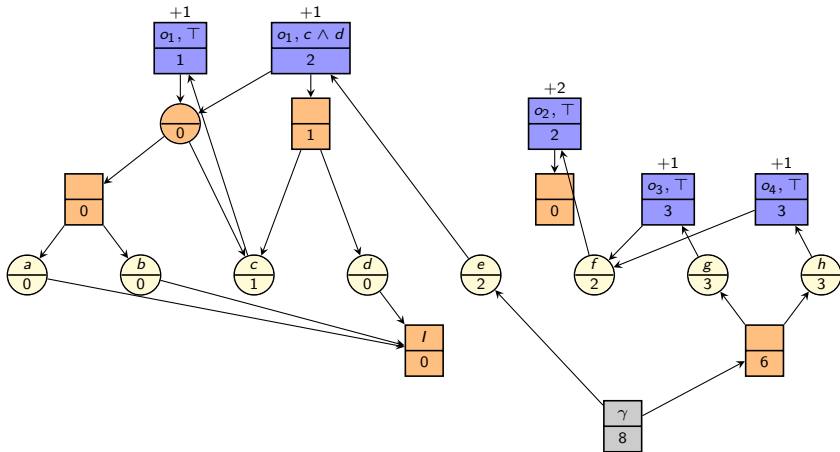 +1 +1
o₁, ⊤ o₁, c ∧ d
1 2
+2
o₂, ⊤
2
0
1
+1 +1
o₃, ⊤ o₄, ⊤
0 0 3 3
a b c d e f g h
0 0 1 0 2 2 3 3
I
0 6
γ
8